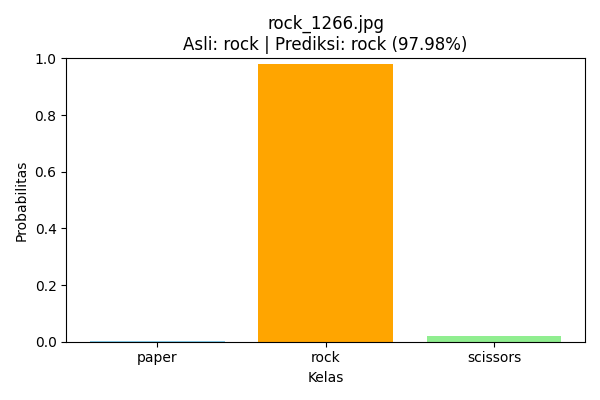 rock_1266.jpg
Asli: rock | Prediksi: rock (97.98%)
1.0
0.8
0.6
0.4
0.2
0.0
Probabilitas
paper rock scissors
Kelas